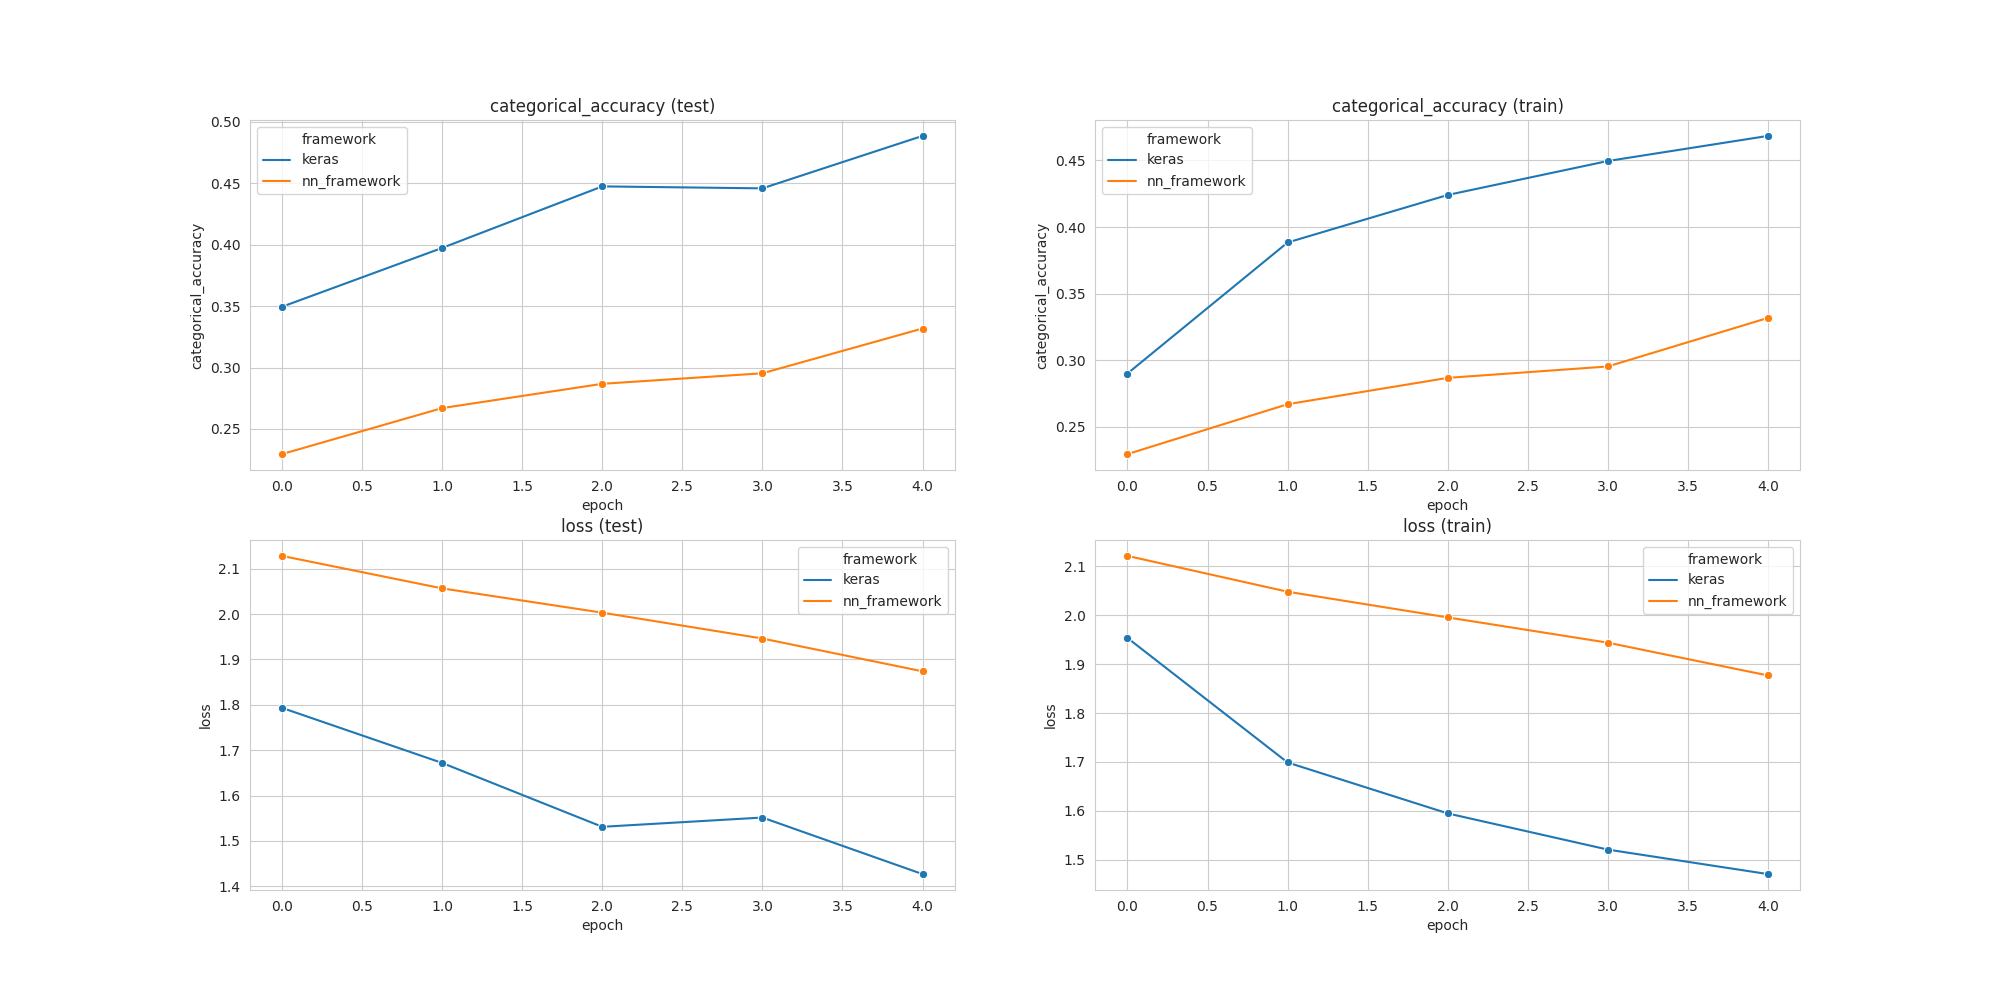 categorical_accuracy (test)
0.50
0.45
0.40
0.35
0.30
0.25
categorical_accuracy
framework
keras
nn_framework
0.0 0.5 1.0 1.5 2.0 2.5 3.0 3.5 4.0
epoch
categorical_accuracy (train)
0.45
0.40
0.35
0.30
0.25
categorical_accuracy
framework
keras
nn_framework
0.0 0.5 1.0 1.5 2.0 2.5 3.0 3.5 4.0
epoch
loss (test)
2.1
2.0
1.9
1.8
1.7
1.6
1.5
1.4
loss
framework
keras
nn_framework
0.0 0.5 1.0 1.5 2.0 2.5 3.0 3.5 4.0
epoch
loss (train)
2.1
2.0
1.9
1.8
1.7
1.6
1.5
loss
framework
keras
nn_framework
0.0 0.5 1.0 1.5 2.0 2.5 3.0 3.5 4.0
epoch